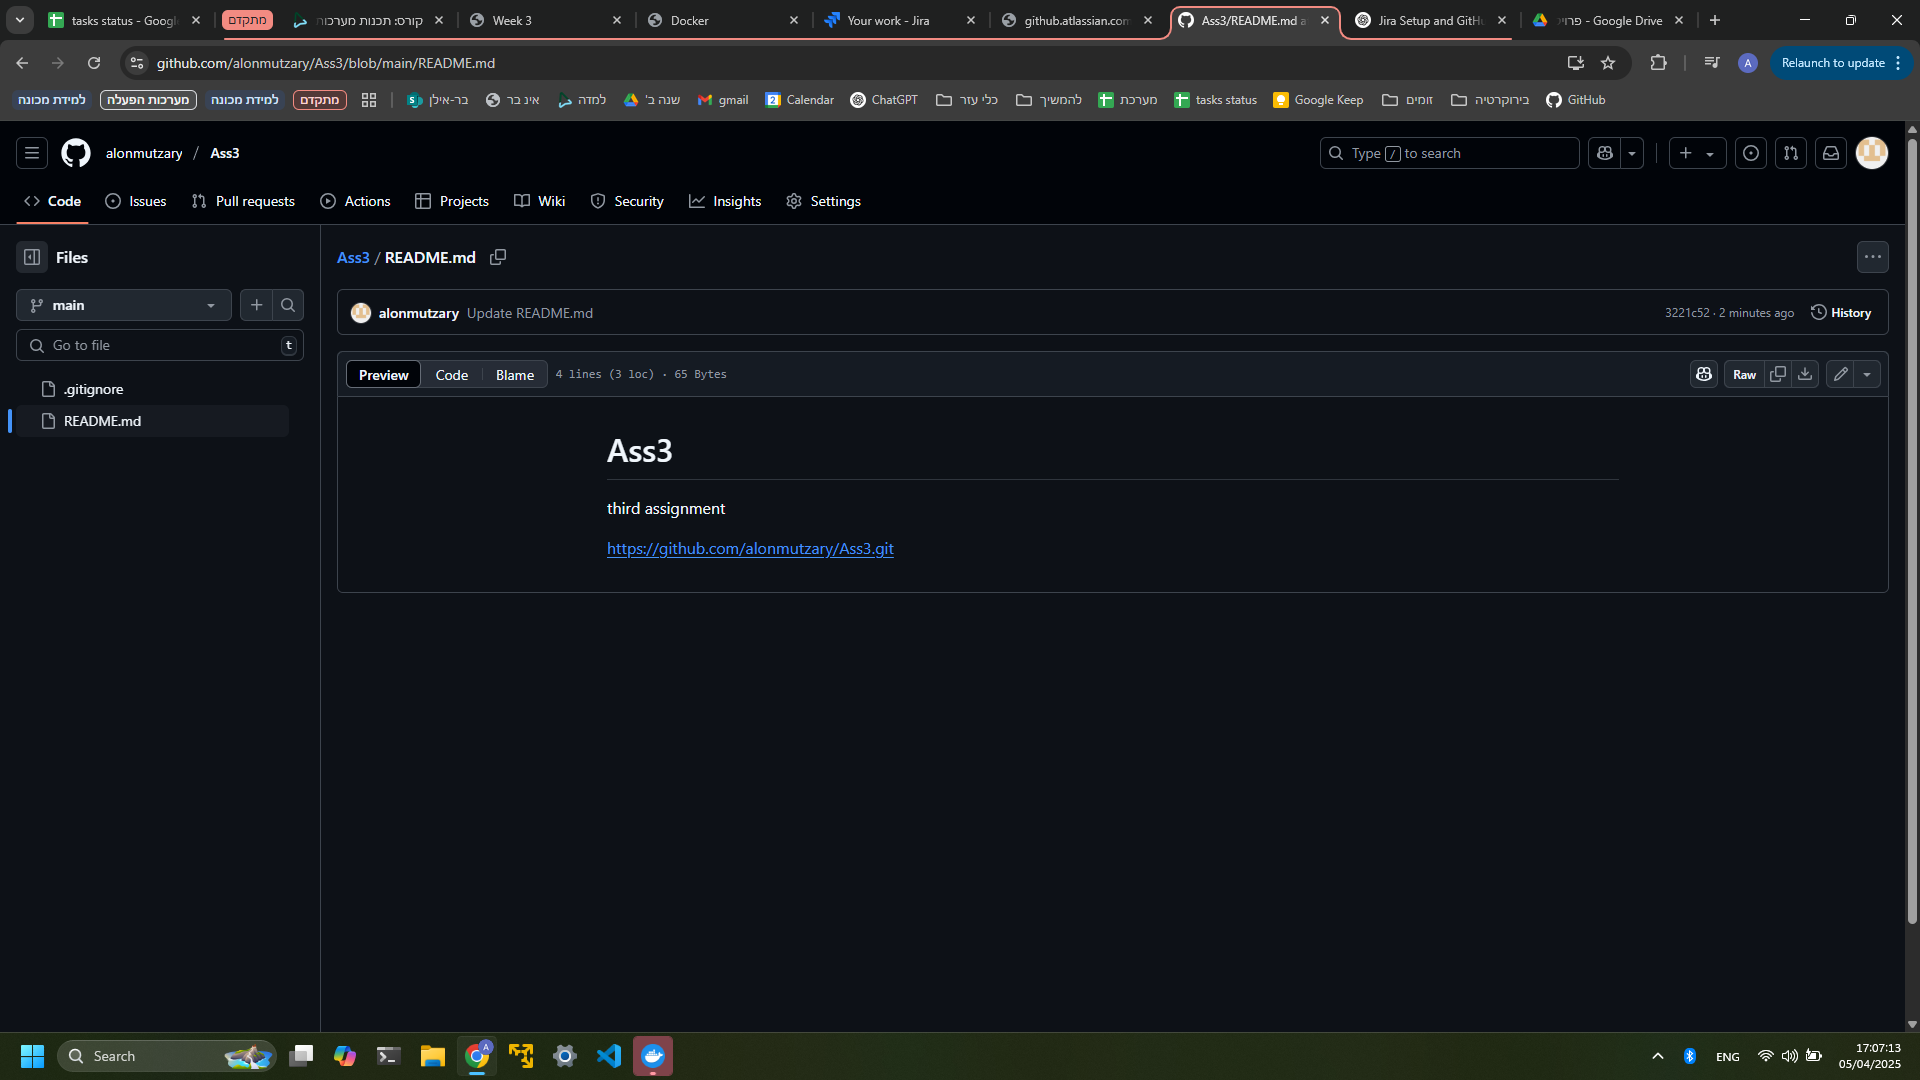 tasks status - Google
מתקדם
קורס: תכנות מערכות
Week 3
Docker
Your work - Jira
github.atlassian.com
Ass3/README.md a
Jira Setup and GitHu
פרויק - Google Drive
github.com/alonmutzary/Ass3/blob/main/README.md
A
Relaunch to update
למידת מכונה
מערכות הפעלה
למידת מכונה
מתקדם
בר-אילן
אינ בר
למדה
שנה ב'
gmail
Calendar
ChatGPT
כלי עזר
להמשיך
מערכת
tasks status
Google Keep
זומים
בירוקרטיה
GitHub
alonmutzary / Ass3
Type / to search
Code
Issues
Pull requests
Actions
Projects
Wiki
Security
Insights
Settings
Files
main
Go to file
t
.gitignore
README.md
Ass3 / README.md
alonmutzary Update README.md
3221c52 · 2 minutes ago
History
Preview
Code
Blame
4 lines (3 loc) · 65 Bytes
Raw
Ass3
third assignment
https://github.com/alonmutzary/Ass3.git
Search
A
ENG
17:07:13
05/04/2025